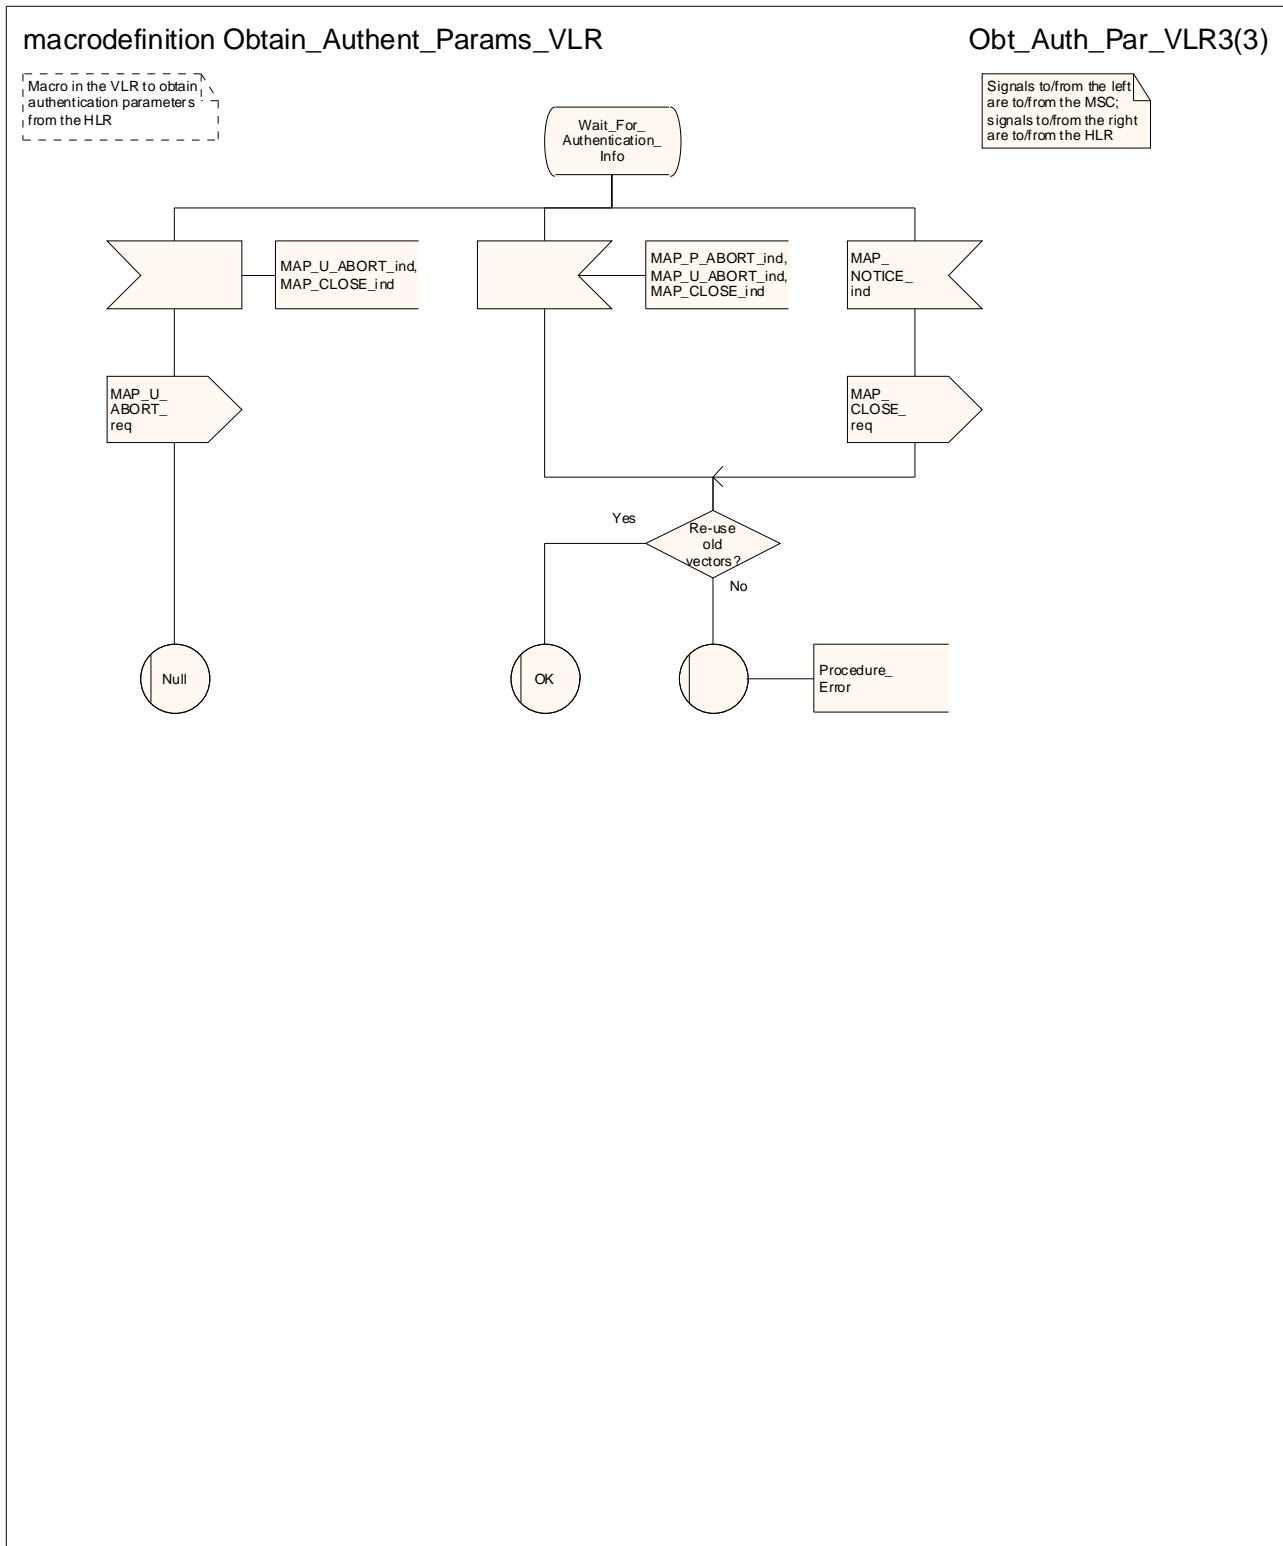 macrodefinition Obtain_Authent_Params_VLR
Obt_Auth_Par_VLR3(3)
Macro in the VLR to obtain
authentication parameters
from the HLR
Signals to/from the left
are to/from the MSC;
signals to/from the right
are to/from the HLR
Wait_For_
Authentication_
Info
MAP_U_ABORT_ind,
MAP_CLOSE_ind
MAP_P_ABORT_ind,
MAP_U_ABORT_ind,
MAP_CLOSE_ind
MAP_
NOTICE_
ind
MAP_U_
ABORT_
req
MAP_
CLOSE_
req
Yes
Re-use
old
vectors?
No
Null
OK
Procedure_
Error